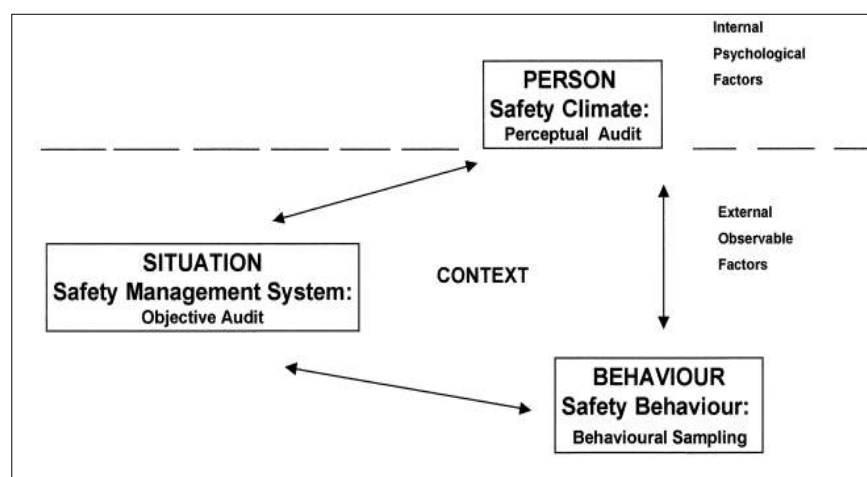 Internal
Psychological
Factors
PERSON
Safety Climate:
Perceptual Audit
External
Observable
Factors
SITUATION
Safety Management System:
Objective Audit
CONTEXT
BEHAVIOUR
Safety Behaviour:
Behavioural Sampling